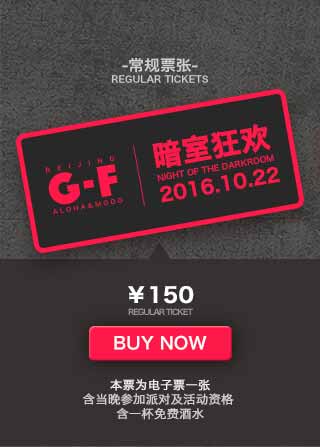 -常规票张-
REGULAR TICKETS
BEIJING
G-F
ALOHA&MOOG
暗室狂欢
NIGHT OF THE DARKROOM
2016.10.22
¥150
REGULAR TICKET
BUY NOW
本票为电子票一张
含当晚参加派对及活动资格
含一杯免费酒水